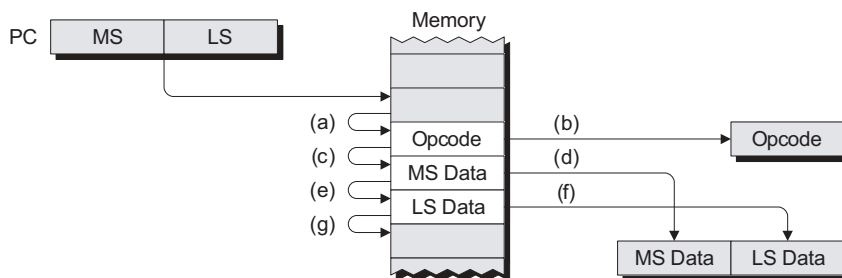 Memory
PC MS LS
(a)
Opcode (b) Opcode
(c) (d)
MS Data
(e) (f)
LS Data
(g)
MS Data LS Data